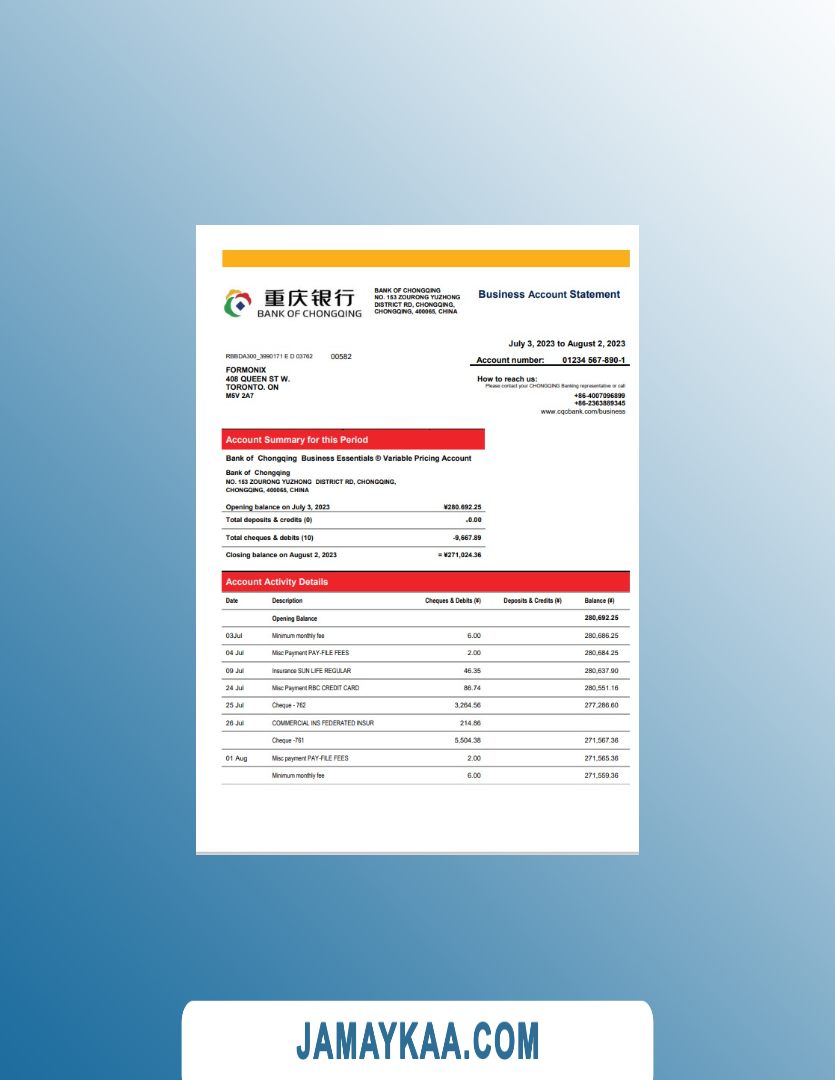 重庆银行
BANK OF CHONGQING
BANK OF CHONGQING
NO. 153 ZOURONG YUZHONG
DISTRICT RD, CHONGQING,
CHONGQING, 400065, CHINA
Business Account Statement
July 3, 2023 to August 2, 2023
RBBDA300_3990171 E D 03762 00582
Account number: 01234 567-890-1
FORMONIX
408 QUEEN ST W.
TORONTO. ON
M5V 2A7
How to reach us:
Please contact your CHONGQING Banking representative or call
+86-4007096899
+86-2363889345
www.cqcbank.com/business
Account Summary for this Period
Bank of Chongqing Business Essentials ® Variable Pricing Account
Bank of Chongqing
NO. 153 ZOURONG YUZHONG DISTRICT RD, CHONGQING,
CHONGQING, 400065, CHINA
Opening balance on July 3, 2023 ¥280.692.25
Total deposits & credits (0) .0.00
Total cheques & debits (10) -9,667.89
Closing balance on August 2, 2023 = ¥271,024.36
Account Activity Details
Date Description Cheques & Debits (¥) Deposits & Credits (¥) Balance (¥)
Opening Balance 280,692.25
03Jul Minimum monthly fee 6.00 280,686.25
04 Jul Misc Payment PAY-FILE FEES 2.00 280,684.25
09 Jul Insurance SUN LIFE REGULAR 46.35 280,637.90
24 Jul Misc Payment RBC CREDIT CARD 86.74 280,551.16
25 Jul Cheque - 762 3,264.56 277,286.60
26 Jul COMMERCIAL INS FEDERATED INSUR 214.86
Cheque -761 5,504.38 271,567.36
01 Aug Misc payment PAY-FILE FEES 2.00 271,565.36
Minimum monthly fee 6.00 271,559.36
JAMAYKAA.COM